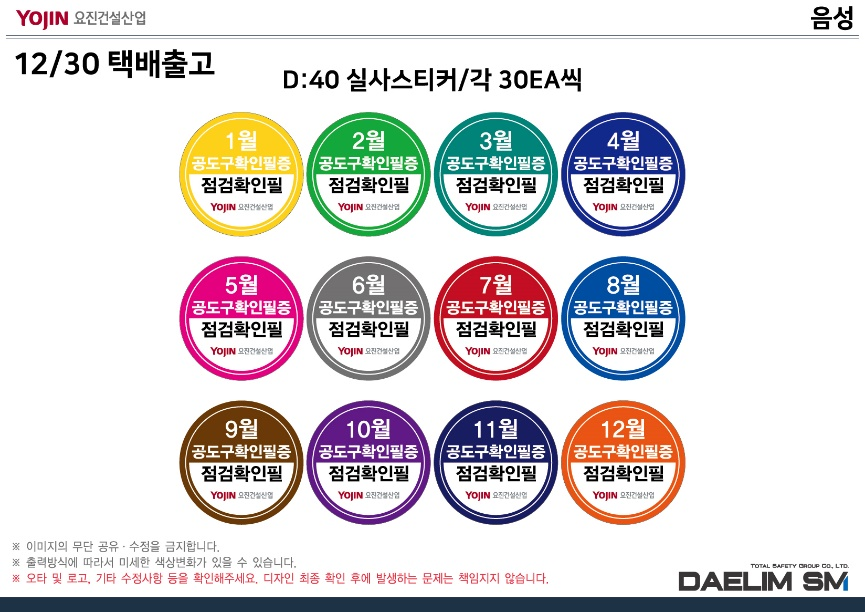 YOJIN 요진건설산업
음성
12/30 택배출고
D:40 실사스티커/각 30EA씩
1월
공도구확인필증
점검확인필
YOJIN 요진건설산업
2월
공도구확인필증
점검확인필
YOJIN 요진건설산업
3월
공도구확인필증
점검확인필
YOJIN 요진건설산업
4월
공도구확인필증
점검확인필
YOJIN 요진건설산업
5월
공도구확인필증
점검확인필
YOJIN 요진건설산업
6월
공도구확인필증
점검확인필
YOJIN 요진건설산업
7월
공도구확인필증
점검확인필
YOJIN 요진건설산업
8월
공도구확인필증
점검확인필
YOJIN 요진건설산업
9월
공도구확인필증
점검확인필
YOJIN 요진건설산업
10월
공도구확인필증
점검확인필
YOJIN 요진건설산업
11월
공도구확인필증
점검확인필
YOJIN 요진건설산업
12월
공도구확인필증
점검확인필
YOJIN 요진건설산업
※ 이미지의 무단 공유 · 수정을 금지합니다.
※ 출력방식에 따라서 미세한 색상변화가 있을 수 있습니다.
※ 오타 및 로고, 기타 수정사항 등을 확인해주세요. 디자인 최종 확인 후에 발생하는 문제는 책임지지 않습니다.
TOTAL SAFETY GROUP CO., LTD.
DAELIM SM